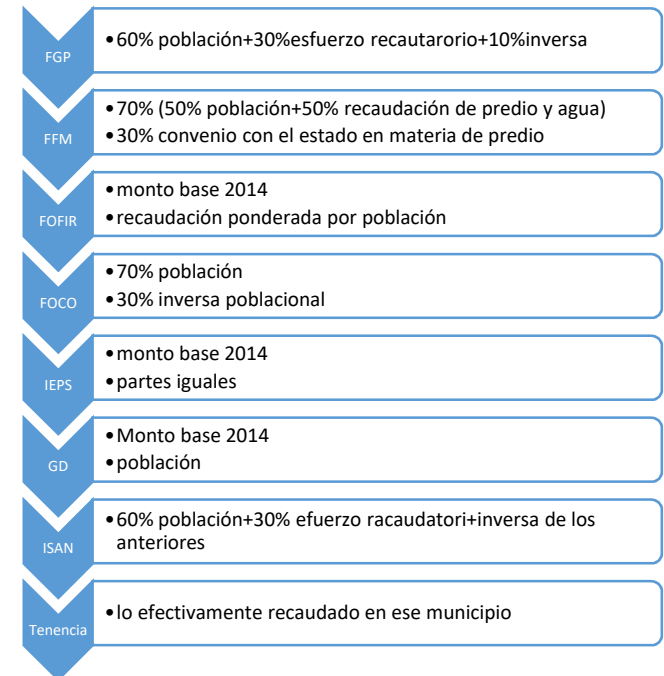 FGP
•60% población+30%esfuerzo recautarorio+10%inversa
FFM
•70% (50% población+50% recaudación de predio y agua)
•30% convenio con el estado en materia de predio
FOFIR
•monto base 2014
•recaudación ponderada por población
FOCO
•70% población
•30% inversa poblacional
IEPS
•monto base 2014
•partes iguales
GD
•Monto base 2014
•población
ISAN
•60% población+30% efuerzo racaudatori+inversa de los
anteriores
Tenencia
•lo efectivamente recaudado en ese municipio